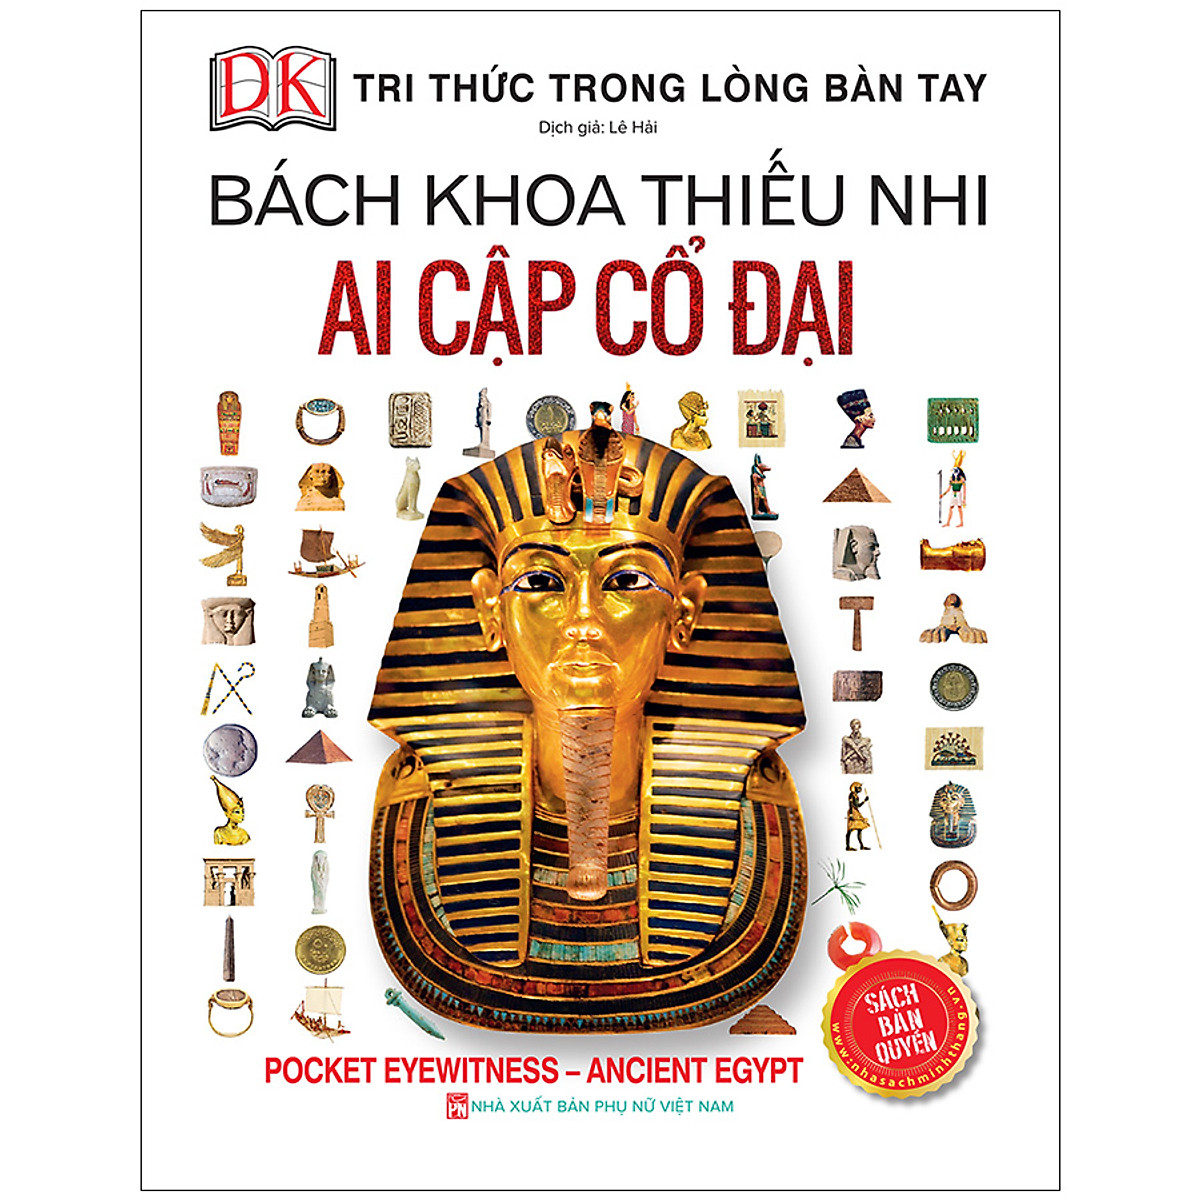 DK TRI THỨC TRONG LÒNG BÀN TAY
Dịch giả: Lê Hải
BÁCH KHOA THIẾU NHI
AI CẬP CỔ ĐẠI
SÁCH
BẢN
QUYỀN
www.nhasachminhthang.vn
POCKET EYEWITNESS – ANCIENT EGYPT
PN NHÀ XUẤT BẢN PHỤ NỮ VIỆT NAM